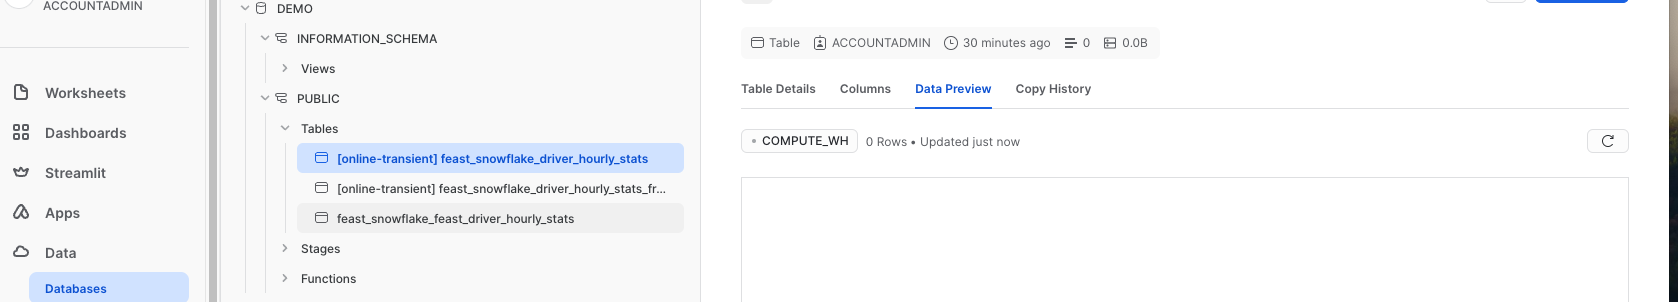 ACCOUNTADMIN
Worksheets
Dashboards
Streamlit
Apps
Data
Databases
DEMO
INFORMATION_SCHEMA
Views
PUBLIC
Tables
[online-transient] feast_snowflake_driver_hourly_stats
[online-transient] feast_snowflake_driver_hourly_stats_fr...
feast_snowflake_feast_driver_hourly_stats
Stages
Functions
Table ACCOUNTADMIN 30 minutes ago 0 0.0B
Table Details Columns Data Preview Copy History
COMPUTE_WH 0 Rows • Updated just now